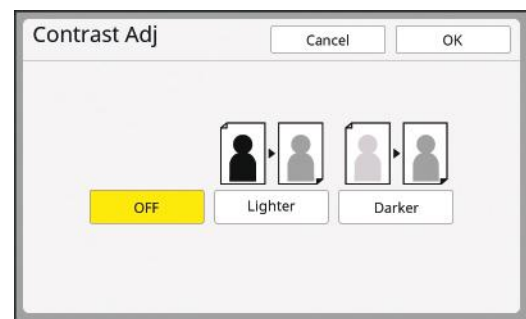 Contrast Adj
Cancel
OK
OFF
Lighter
Darker